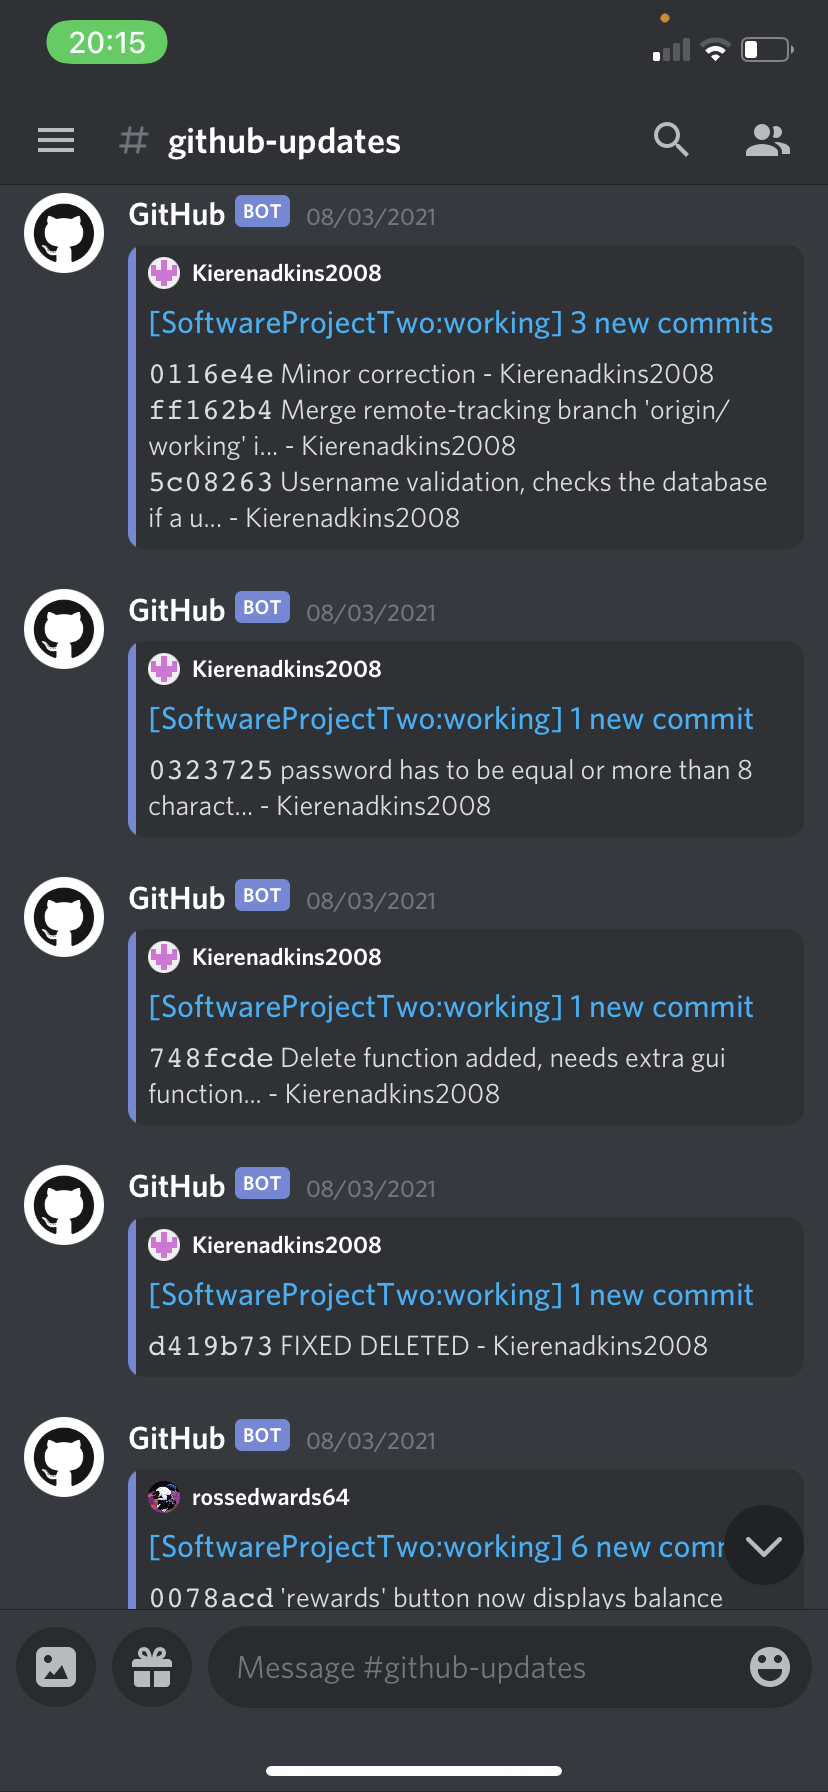 20:15
# github-updates
GitHub BOT 08/03/2021
Kierenadkins2008
[SoftwareProjectTwo:working] 3 new commits
0116e4e Minor correction - Kierenadkins2008
ff162b4 Merge remote-tracking branch 'origin/
working' i... - Kierenadkins2008
5c08263 Username validation, checks the database
if a u... - Kierenadkins2008
GitHub BOT 08/03/2021
Kierenadkins2008
[SoftwareProjectTwo:working] 1 new commit
0323725 password has to be equal or more than 8
charact... - Kierenadkins2008
GitHub BOT 08/03/2021
Kierenadkins2008
[SoftwareProjectTwo:working] 1 new commit
748fcde Delete function added, needs extra gui
function... - Kierenadkins2008
GitHub BOT 08/03/2021
Kierenadkins2008
[SoftwareProjectTwo:working] 1 new commit
d419b73 FIXED DELETED - Kierenadkins2008
GitHub BOT 08/03/2021
rossedwards64
[SoftwareProjectTwo:working] 6 new com
0078acd 'rewards' button now displays balance
Message #github-updates